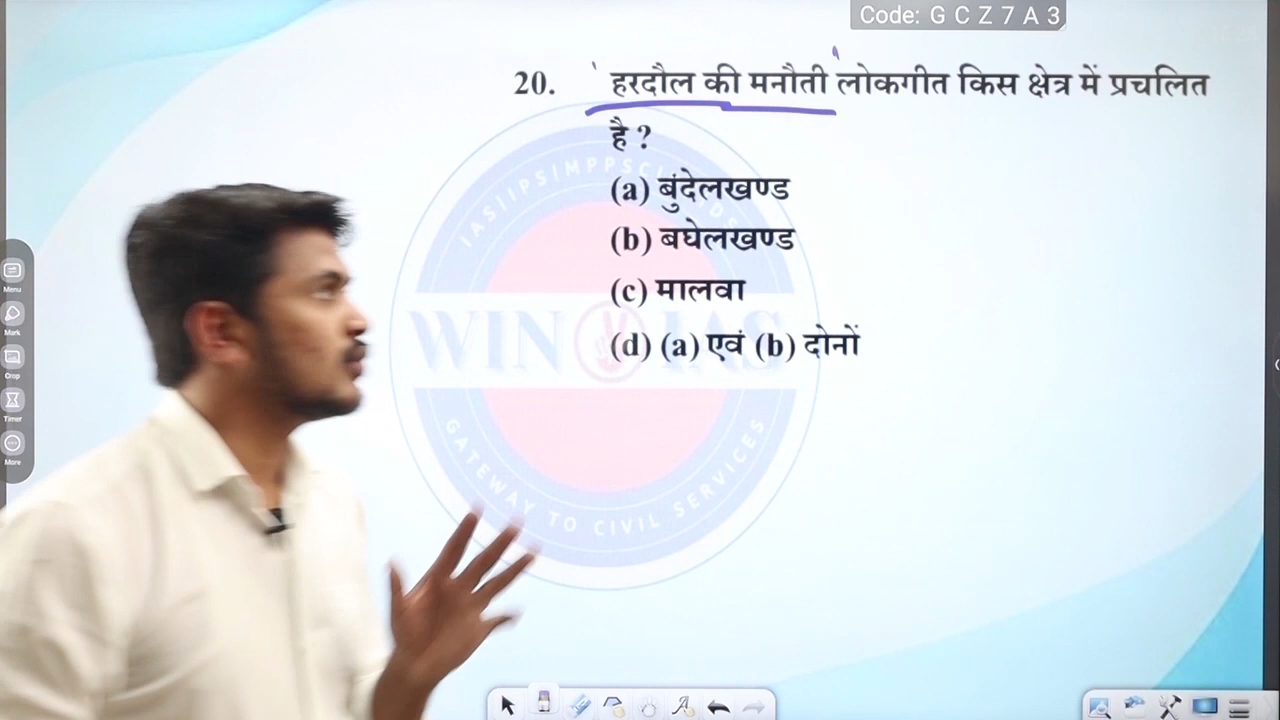 Code: G C Z 7 A 3
20. हरदौल की मनौती लोकगीत किस क्षेत्र में प्रचलित
है ?
(a) बुंदेलखण्ड
(b) बघेलखण्ड
(c) मालवा
(d) (a) एवं (b) दोनों
WIN IAS
GATEWAY TO CIVIL SERVICES
Menu
Mark
Crop
Timer
More